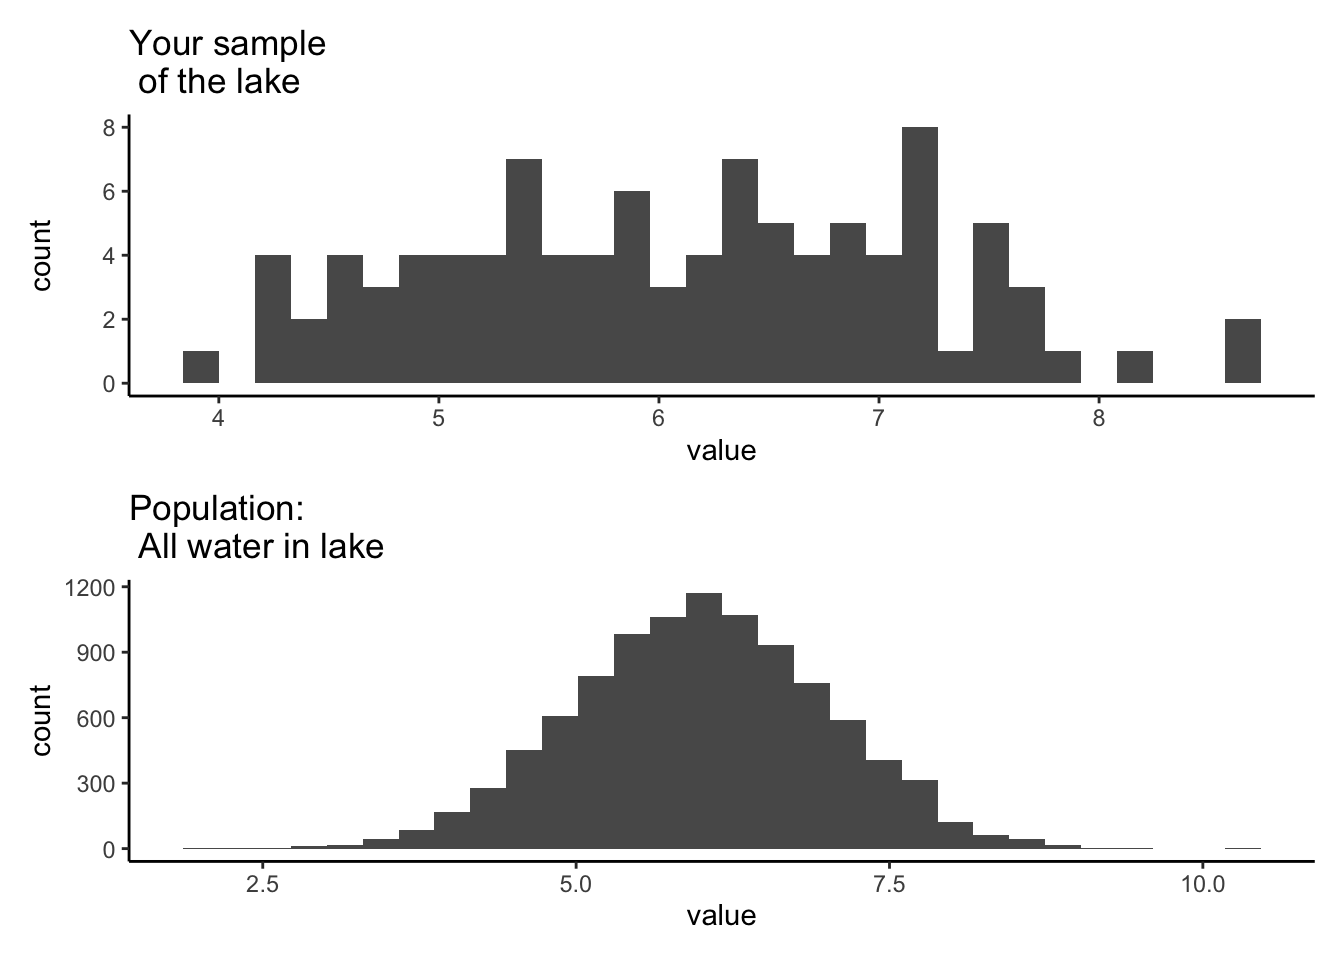 Your sample
of the lake
8
6
4
2
0
count
4 5 6 7 8
value
Population:
All water in lake
1200
900
600
300
0
count
2.5 5.0 7.5 10.0
value